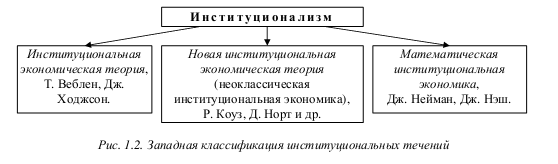 Институционализм
Институциональная
экономическая теория,
Т. Веблен, Дж.
Ходжсон.
Новая институциональная
экономическая теория
(неоклассическая
институциональная экономика),
Р. Коуз, Д. Норт и др.
Математическая
институциональная
экономика,
Дж. Нейман, Дж. Нэш.
Рис. 1.2. Западная классификация институциональных течений